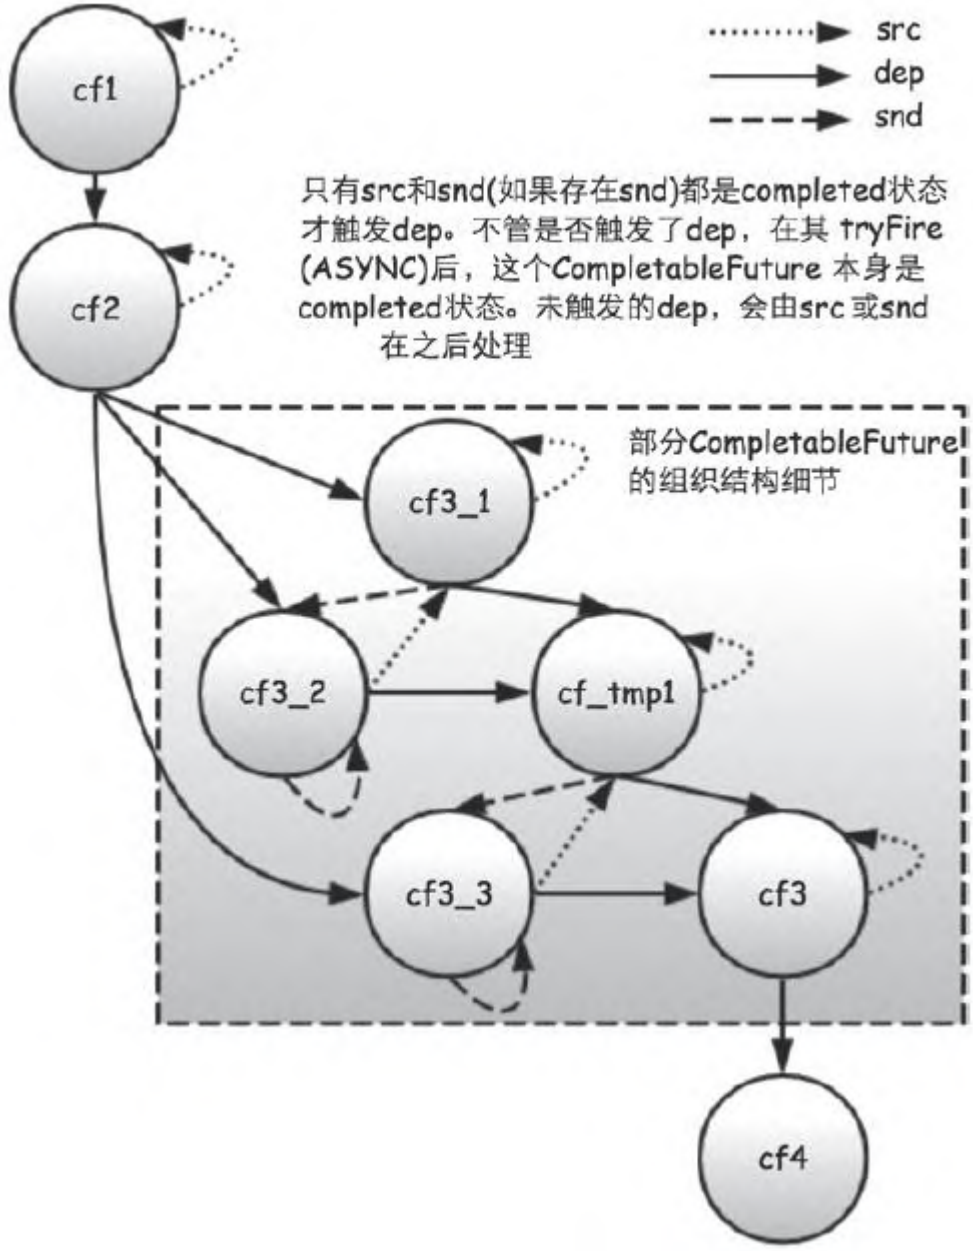 cf1
src
dep
snd
只有src和snd(如果存在snd)都是completed状态
才触发dep。不管是否触发了dep，在其 tryFire
(ASYNC)后，这个CompletableFuture 本身是
completed状态。未触发的dep，会由src或snd
在之后处理
cf2
部分CompletableFuture
的组织结构细节
cf3_1
cf3_2
cf_tmp1
cf3_3
cf3
cf4